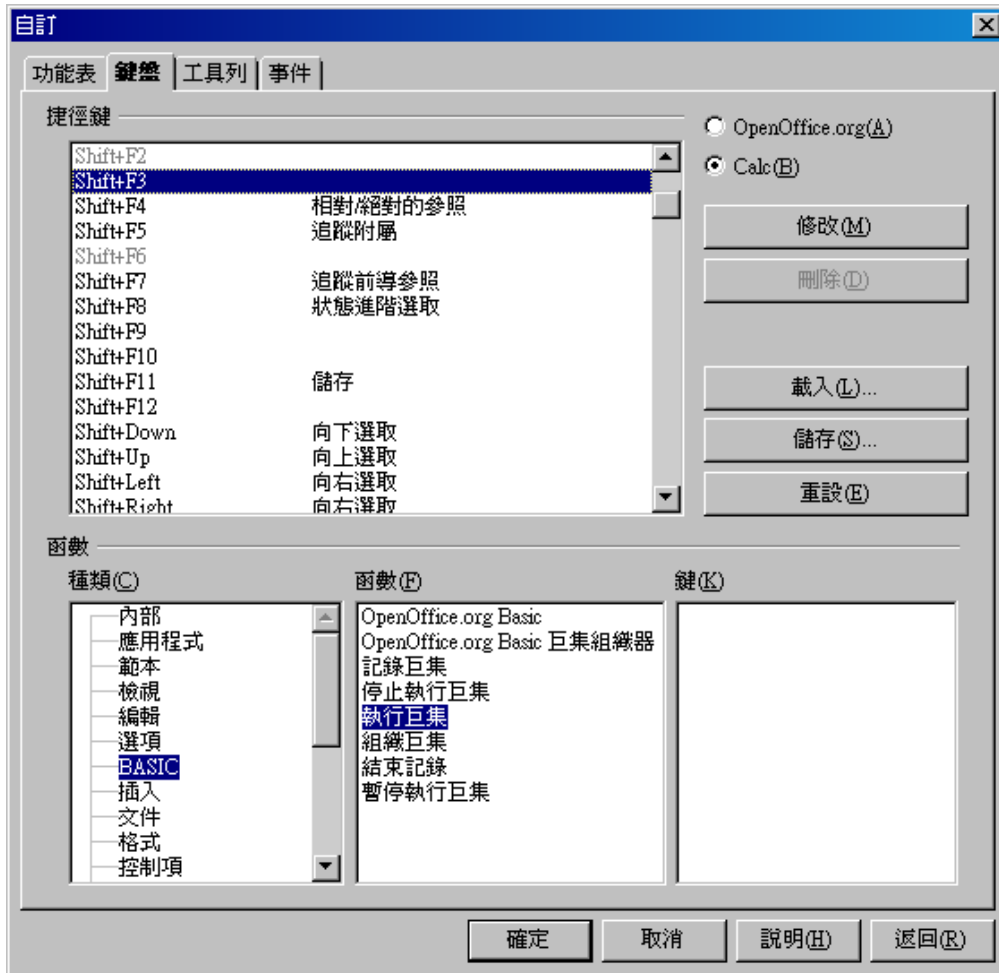 自訂
功能表 鍵盤 工具列 事件
捷徑鍵
Shift+F2
Shift+F3
Shift+F4 相對/絕對的參照
Shift+F5 追蹤附屬
Shift+F6
Shift+F7 追蹤前導參照
Shift+F8 狀態進階選取
Shift+F9
Shift+F10
Shift+F11 儲存
Shift+F12
Shift+Down 向下選取
Shift+Up 向上選取
Shift+Left 向右選取
Shift+Right 向右選取
OpenOffice.org(A)
Calc(B)
修改(M)
刪除(D)
載入(L)...
儲存(S)...
重設(E)
函數
種類(C)
內部
應用程式
範本
檢視
編輯
選項
BASIC
插入
文件
格式
控制項
函數(F)
OpenOffice.org Basic
OpenOffice.org Basic 巨集組織器
記錄巨集
停止執行巨集
執行巨集
組織巨集
結束記錄
暫停執行巨集
鍵(K)
確定 取消 說明(H) 返回(R)